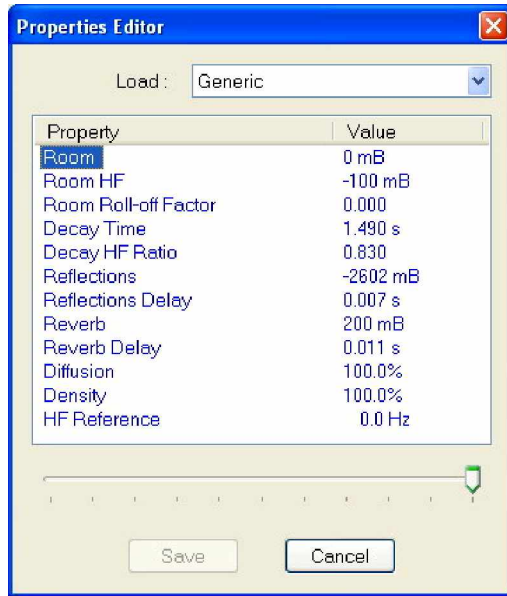 Properties Editor
Load : Generic
Property Value
Room 0 mB
Room HF -100 mB
Room Roll-off Factor 0.000
Decay Time 1.490 s
Decay HF Ratio 0.830
Reflections -2602 mB
Reflections Delay 0.007 s
Reverb 200 mB
Reverb Delay 0.011 s
Diffusion 100.0%
Density 100.0%
HF Reference 0.0 Hz
Save Cancel